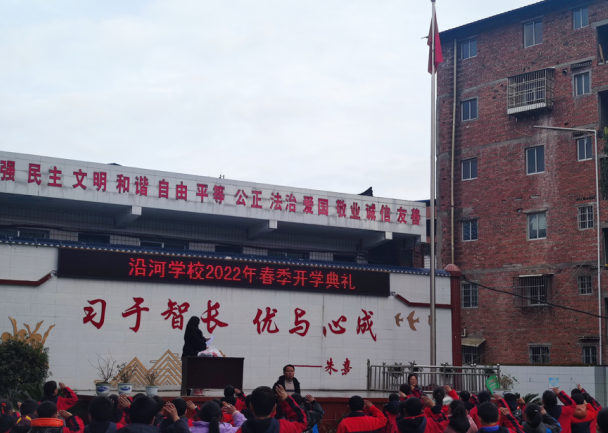 强 民主 文明 和谐 自由 平等 公正 法治 爱国 敬业 诚信 友善
沿河学校2022年春季开学典礼
习于智长 优与心成
——朱熹